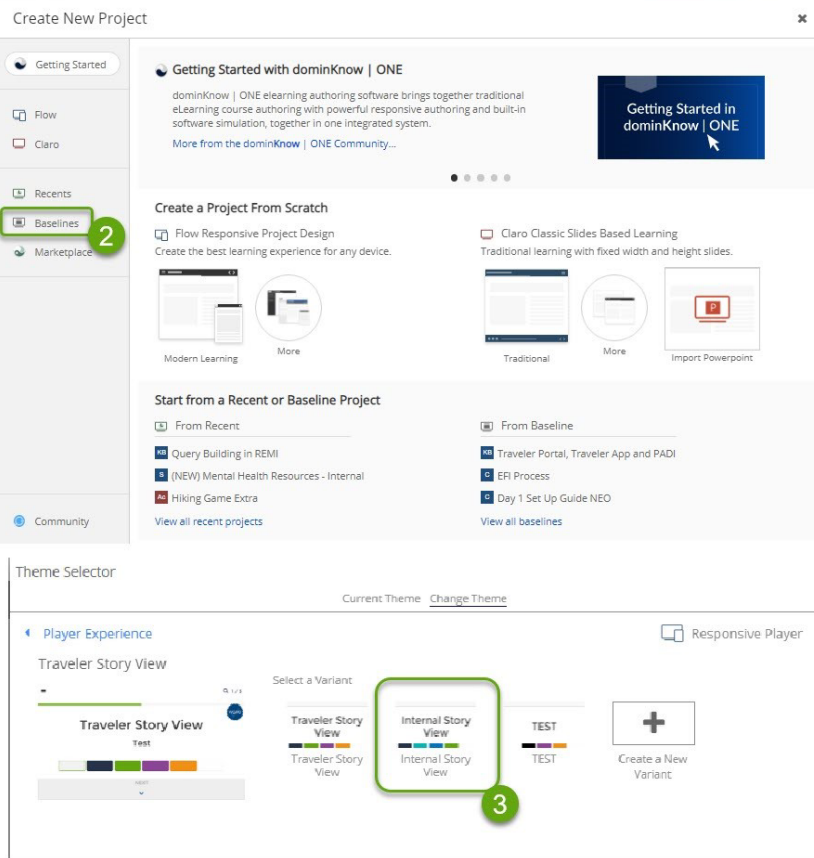 Create New Project
Getting Started
Flow
Claro
Recents
Baselines
2
Marketplace
Community
Getting Started with dominKnow | ONE
dominKnow | ONE elearning authoring software brings together traditional
eLearning course authoring with powerful responsive authoring and built-in
software simulation, together in one integrated system.
More from the dominKnow | ONE Community...
Getting Started in
dominKnow | ONE
Create a Project From Scratch
Flow Responsive Project Design
Create the best learning experience for any device.
Modern Learning
More
Claro Classic Slides Based Learning
Traditional learning with fixed width and height slides.
Traditional
More
P
Import Powerpoint
Start from a Recent or Baseline Project
From Recent
KB Query Building in REMI
S (NEW) Mental Health Resources - Internal
Ac Hiking Game Extra
View all recent projects
From Baseline
KB Traveler Portal, Traveler App and PADI
C EFI Process
C Day 1 Set Up Guide NEO
View all baselines
Theme Selector
Current Theme Change Theme
Player Experience
Responsive Player
Traveler Story View
Traveler Story View
Test
NEXT
Select a Variant
Traveler Story
View
Traveler Story
View
Internal Story
View
Internal Story
View
3
TEST
TEST
Create a New
Variant